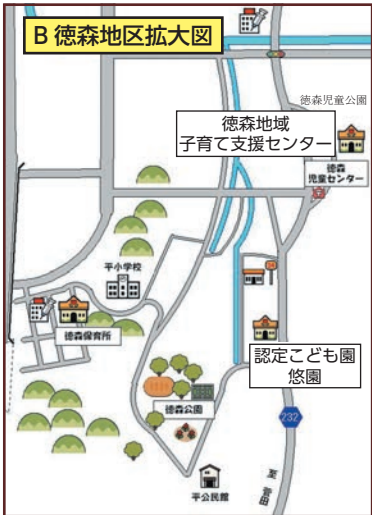 B 徳森地区拡大図
徳森児童公園
徳森地域
子育て支援センター
徳森
児童センター
平小学校
徳森保育所
認定こども園
悠園
徳森公園
232
平公民館
至 菅田